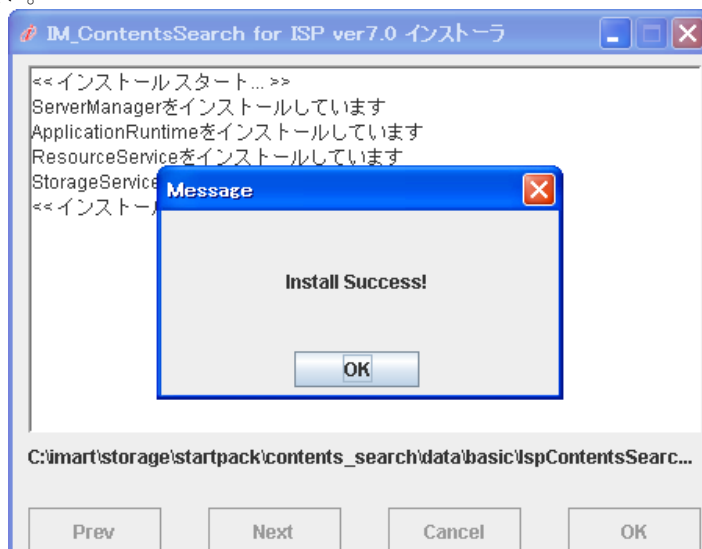 。
IM_ContentsSearch for ISP ver7.0 インストーラ
<<インストールスタート...>>
ServerManagerをインストールしています
ApplicationRuntimeをインストールしています
ResourceServiceをインストールしています
StorageService
<<インストール
Message
Install Success!
OK
C:\imart\storage\startpack\contents_search\data\basic\IspContentsSearc...
Prev Next Cancel OK